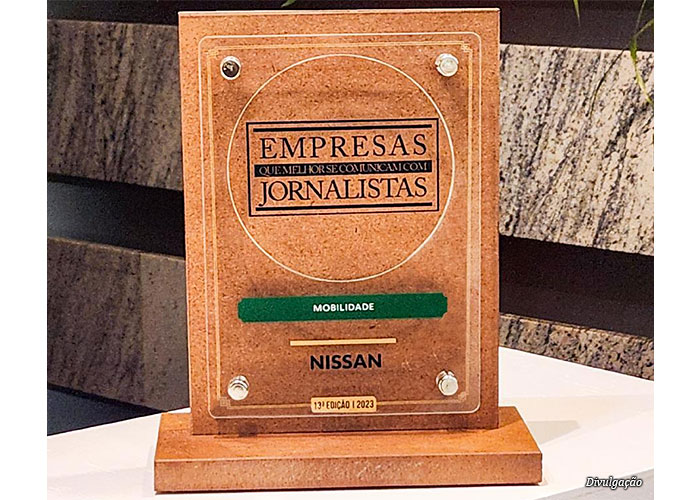 EMPRESAS
QUE MELHOR SE COMUNICAM COM
JORNALISTAS
MOBILIDADE
NISSAN
13ª EDIÇÃO | 2023
Divulgação